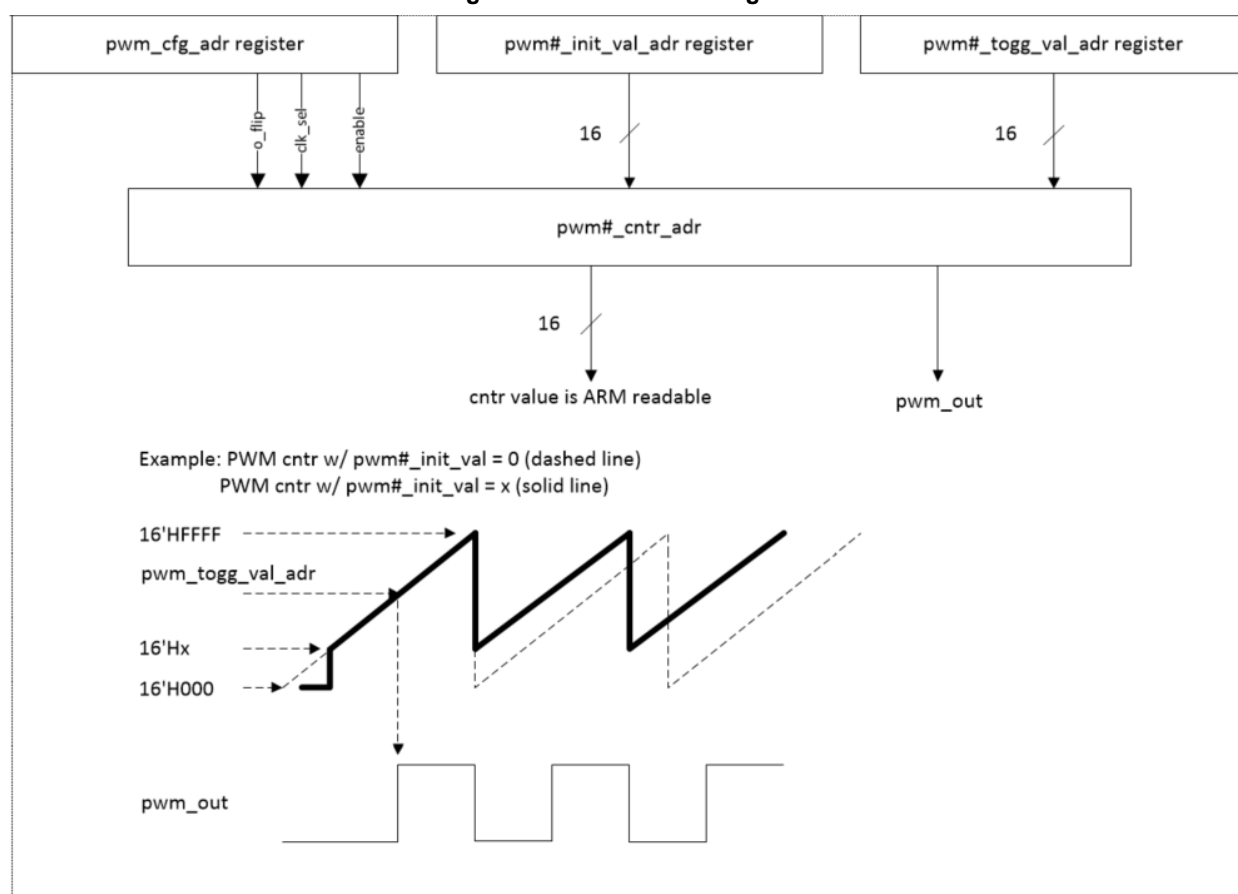 pwm_cfg_adr register
pwm#_init_val_adr register
pwm#_togg_val_adr register
o_flip
clk_sel
enable
16
16
pwm#_cntr_adr
16
cntr value is ARM readable
pwm_out
Example: PWM cntr w/ pwm#_init_val = 0 (dashed line)
PWM cntr w/ pwm#_init_val = x (solid line)
16'HFFFF
pwm_togg_val_adr
16'Hx
16'H000
pwm_out